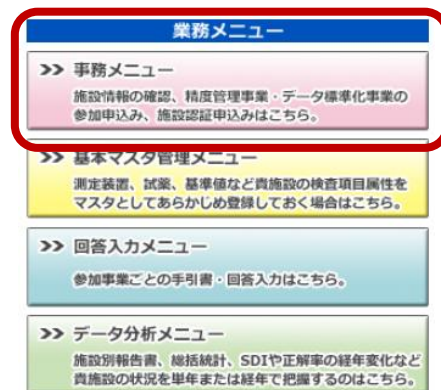 業務メニュー
>> 事務メニュー
施設情報の確認、精度管理事業・データ標準化事業の
参加申込み、施設認証申込みはこちら。
>> 基本マスタ管理メニュー
測定装置、試薬、基準値など貴施設の検査項目属性を
マスタとしてあらかじめ登録しておく場合はこちら。
>> 回答入力メニュー
参加事業ごとの手引書・回答入力はこちら。
>> データ分析メニュー
施設別報告書、総括統計、SDIや正解率の経年変化など
貴施設の状況を単年または経年で把握するのはこちら。